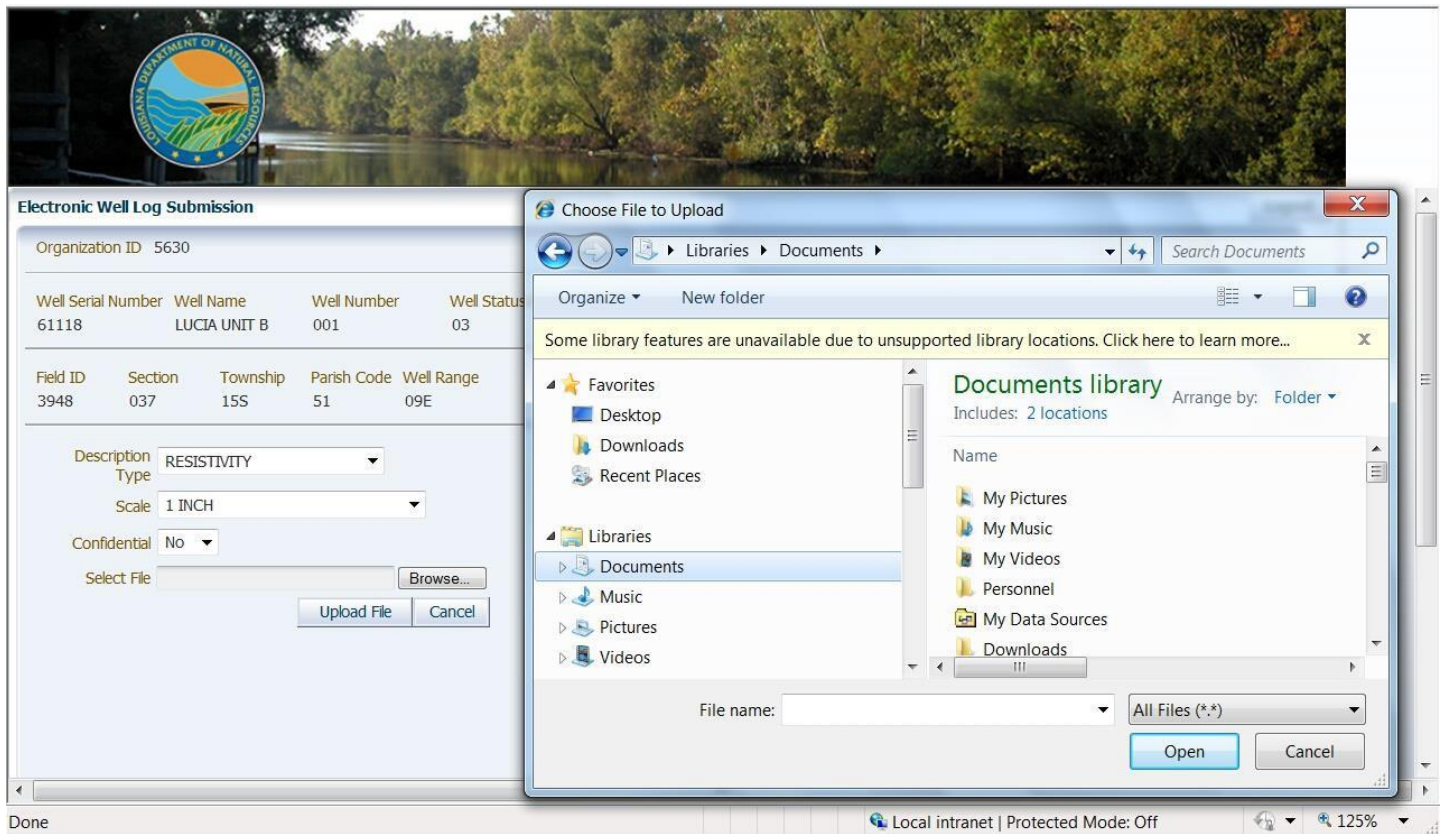 LOUISIANA DEPARTMENT OF NATURAL RESOURCES
Electronic Well Log Submission
Organization ID 5630
Well Serial Number Well Name Well Number Well Status
61118 LUCIA UNIT B 001 03
Field ID Section Township Parish Code Well Range
3948 037 15S 51 09E
Description Type RESISTIVITY
Scale 1 INCH
Confidential No
Select File Browse...
Upload File Cancel
Choose File to Upload
Libraries Documents
Search Documents
Organize New folder
Some library features are unavailable due to unsupported library locations. Click here to learn more...
Favorites
Desktop
Downloads
Recent Places
Libraries
Documents
Music
Pictures
Videos
Documents library
Includes: 2 locations
Arrange by: Folder
Name
My Pictures
My Music
My Videos
Personnel
My Data Sources
Downloads
File name: All Files (*.*)
Open Cancel
Done Local intranet | Protected Mode: Off 125%